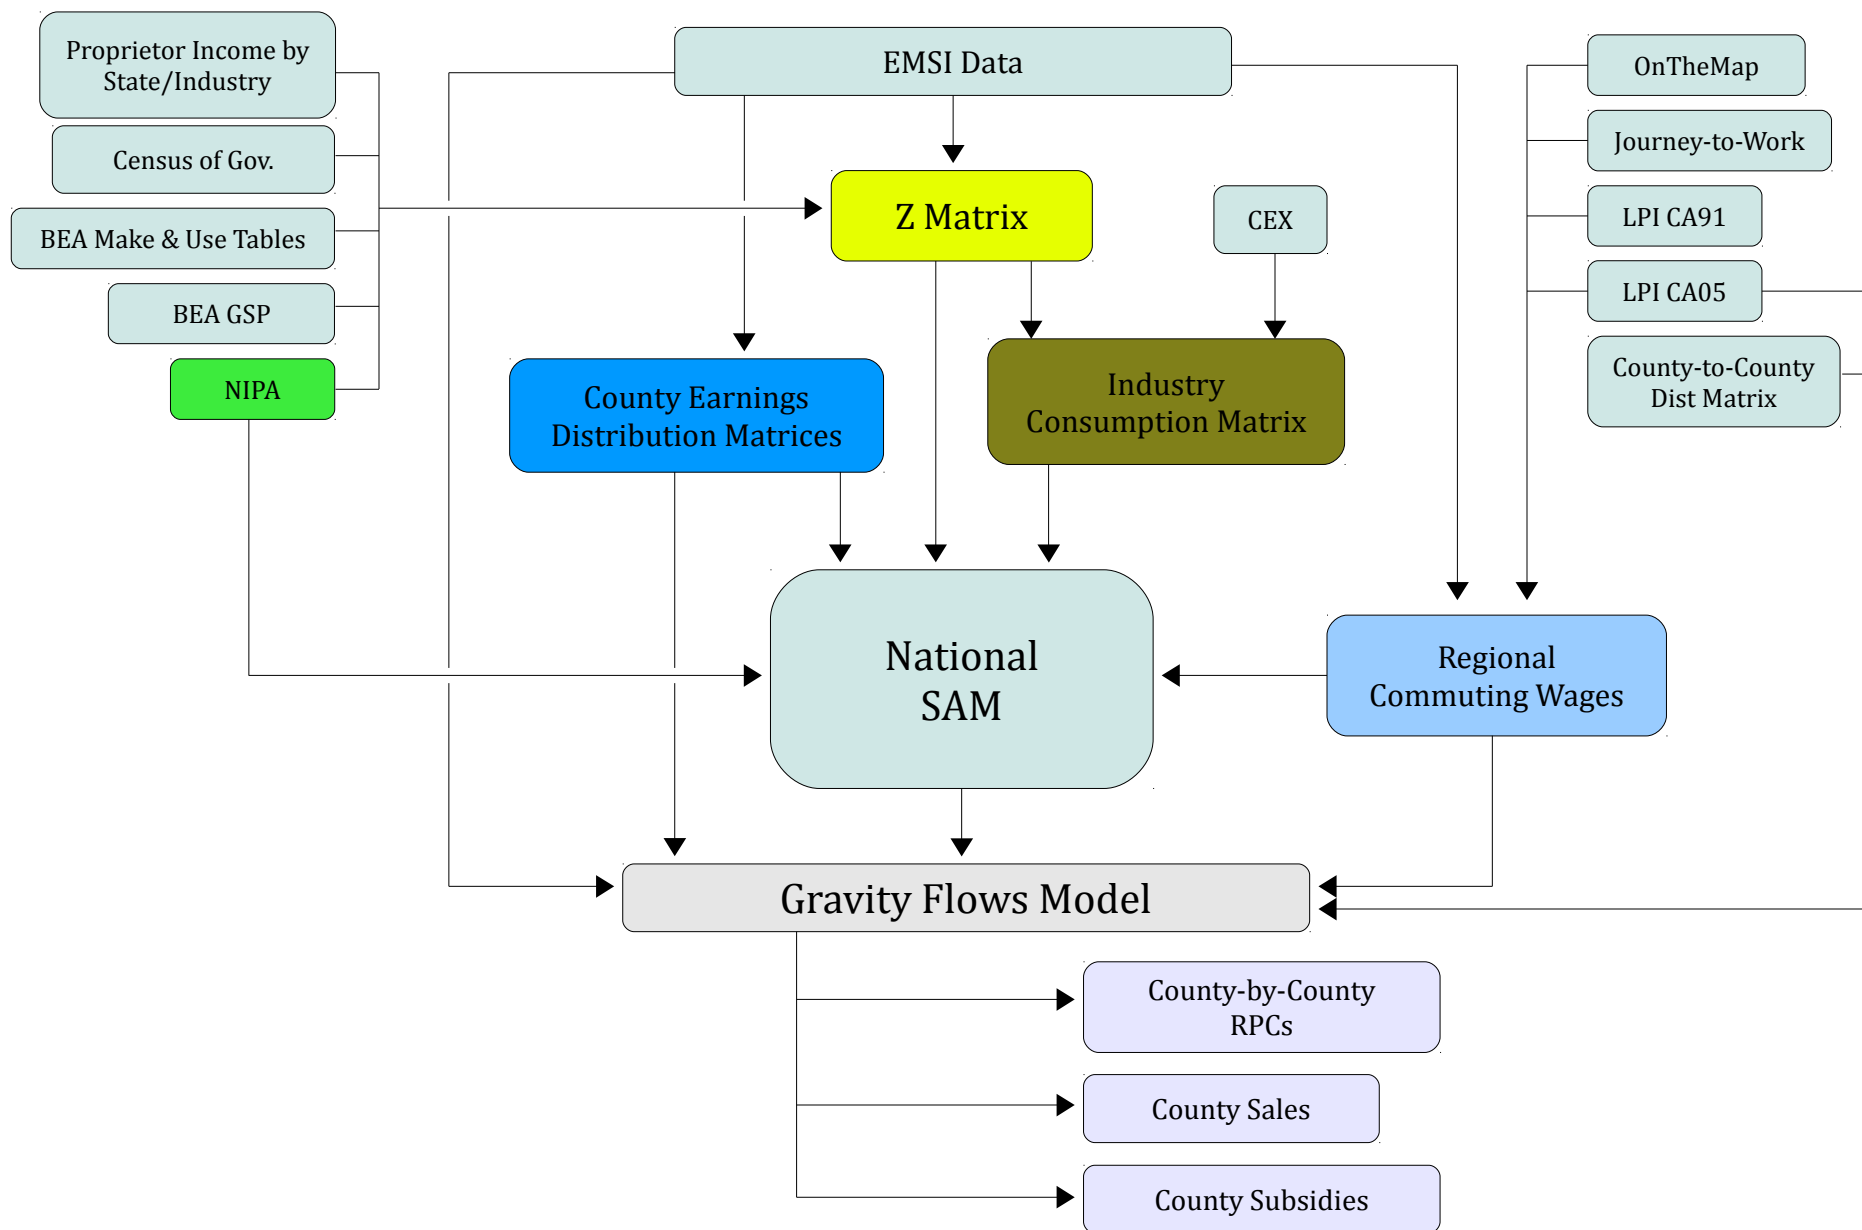 Proprietor Income by
State/Industry
Census of Gov.
BEA Make & Use Tables
BEA GSP
NIPA
EMSI Data
Z Matrix
CEX
County Earnings
Distribution Matrices
Industry
Consumption Matrix
OnTheMap
Journey-to-Work
LPI CA91
LPI CA05
County-to-County
Dist Matrix
National
SAM
Regional
Commuting Wages
Gravity Flows Model
County-by-County
RPCs
County Sales
County Subsidies